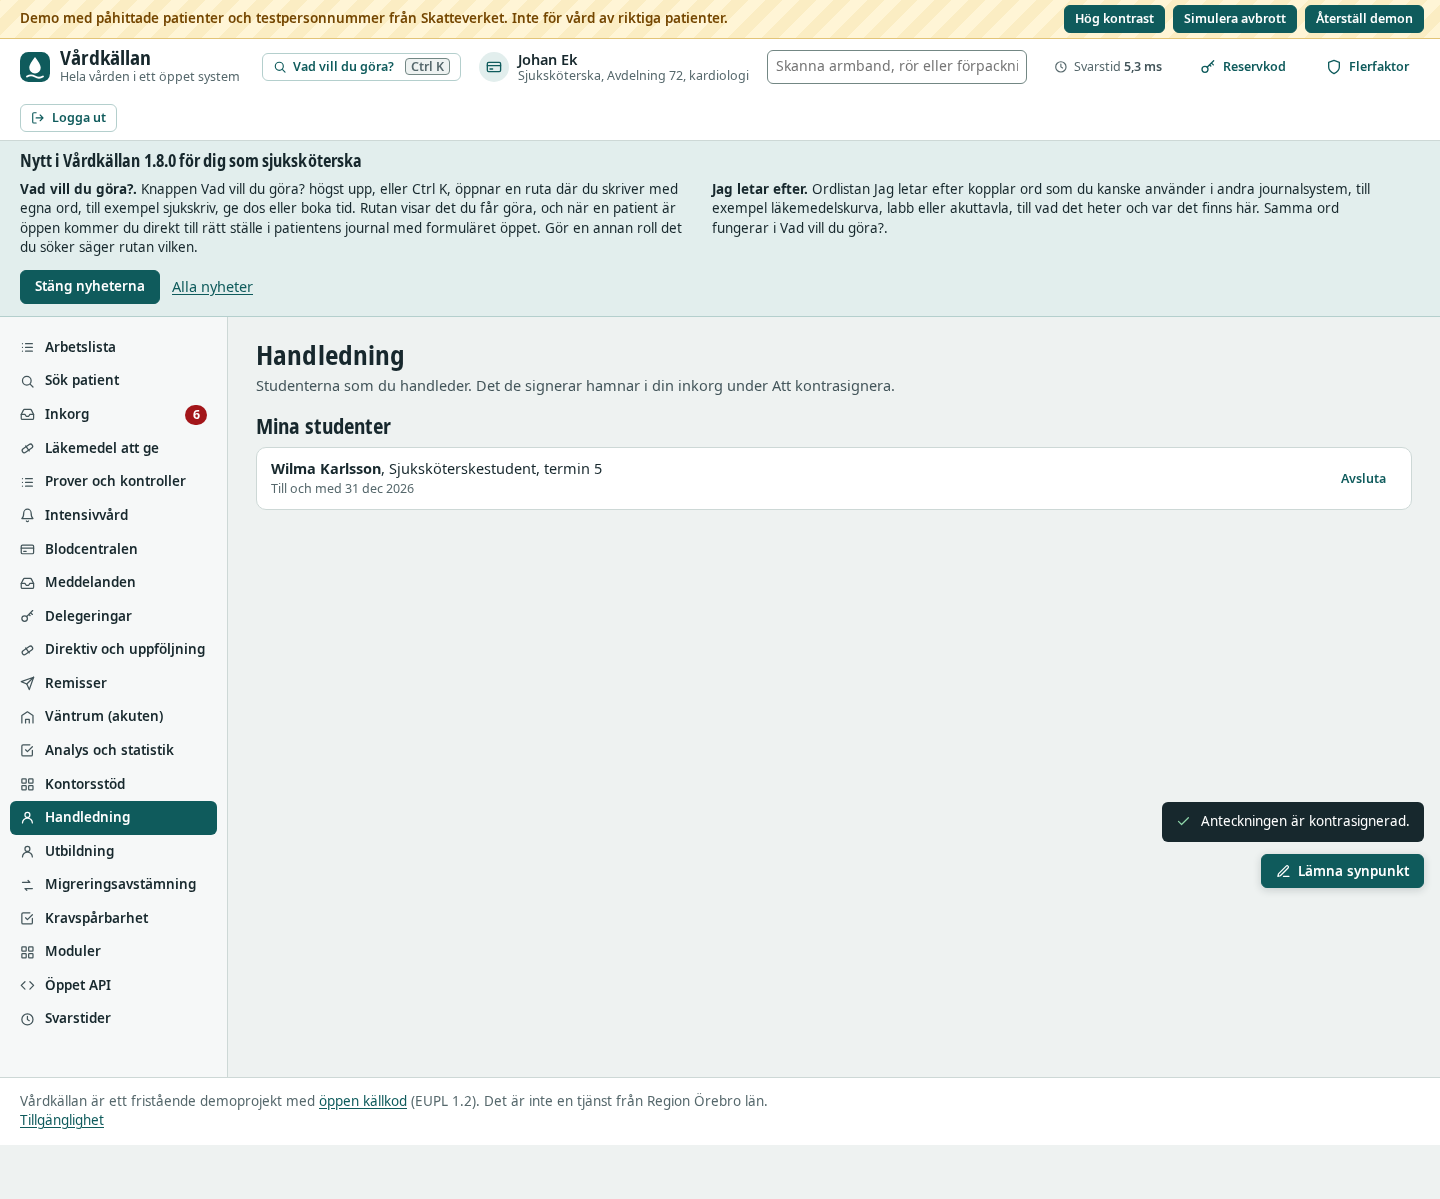 Demo med påhittade patienter och testpersonnummer från Skatteverket. Inte för vård av riktiga patienter.
Hög kontrast
Simulera avbrott
Återställ demon
Vårdkällan
Hela vården i ett öppet system
Vad vill du göra? Ctrl K
Johan Ek
Sjuksköterska, Avdelning 72, kardiologi
Skanna armband, rör eller förpackni
Svarstid 5,3 ms
Reservkod
Flerfaktor
Logga ut
Nytt i Vårdkällan 1.8.0 för dig som sjuksköterska
Vad vill du göra?. Knappen Vad vill du göra? högst upp, eller Ctrl K, öppnar en ruta där du skriver med
egna ord, till exempel sjukskriv, ge dos eller boka tid. Rutan visar det du får göra, och när en patient är
öppen kommer du direkt till rätt ställe i patientens journal med formuläret öppet. Gör en annan roll det
du söker säger rutan vilken.
Jag letar efter. Ordlistan Jag letar efter kopplar ord som du kanske använder i andra journalsystem, till
exempel läkemedelskurva, labb eller akuttavla, till vad det heter och var det finns här. Samma ord
fungerar i Vad vill du göra?.
Stäng nyheterna
Alla nyheter
Arbetslista
Sök patient
Inkorg 6
Läkemedel att ge
Prover och kontroller
Intensivvård
Blodcentralen
Meddelanden
Delegeringar
Direktiv och uppföljning
Remisser
Väntrum (akuten)
Analys och statistik
Kontorsstöd
Handledning
Utbildning
Migreringsavstämning
Kravspårbarhet
Moduler
Öppet API
Svarstider
Handledning
Studenterna som du handleder. Det de signerar hamnar i din inkorg under Att kontrasignera.
Mina studenter
Wilma Karlsson, Sjuksköterskestudent, termin 5
Till och med 31 dec 2026
Avsluta
Anteckningen är kontrasignerad.
Lämna synpunkt
Vårdkällan är ett fristående demoprojekt med öppen källkod (EUPL 1.2). Det är inte en tjänst från Region Örebro län.
Tillgänglighet